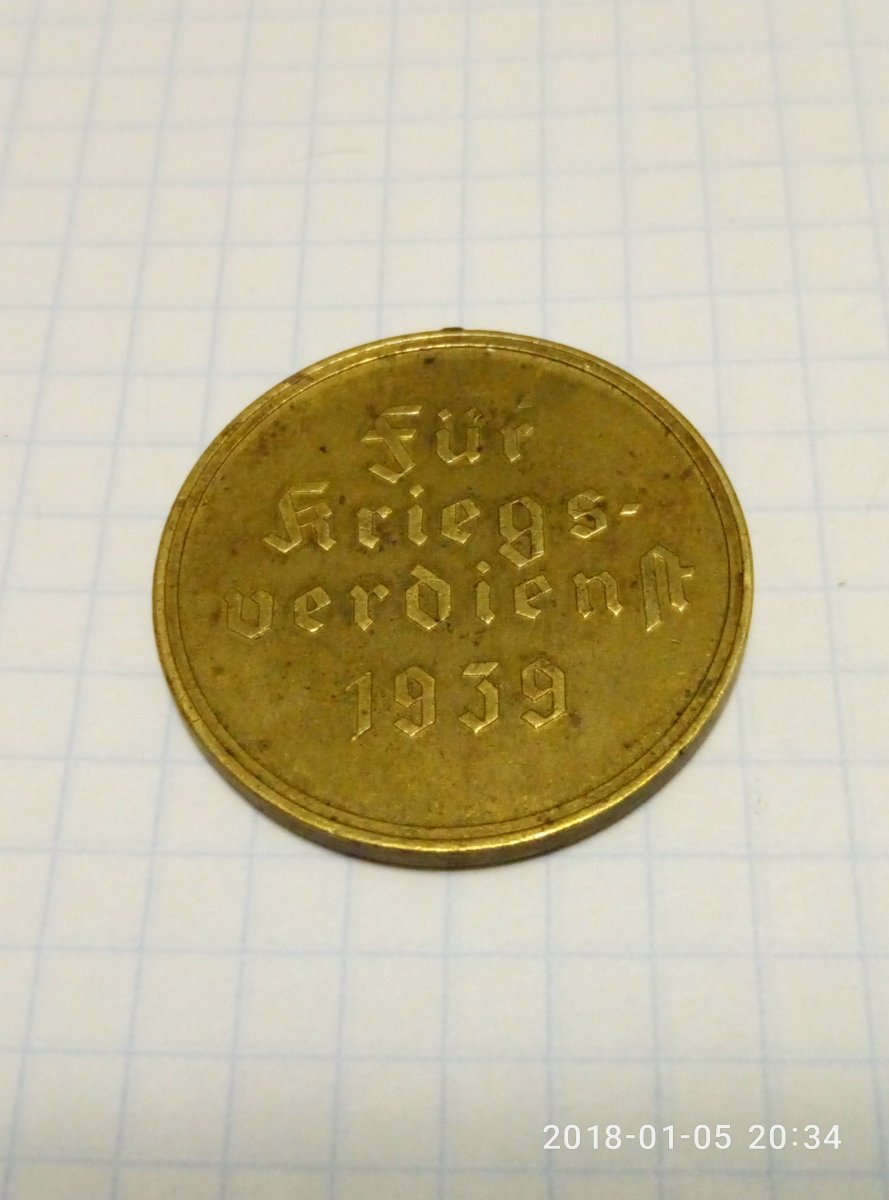 Für
Kriegs-
verdienst
1939
2018-01-05 20:34